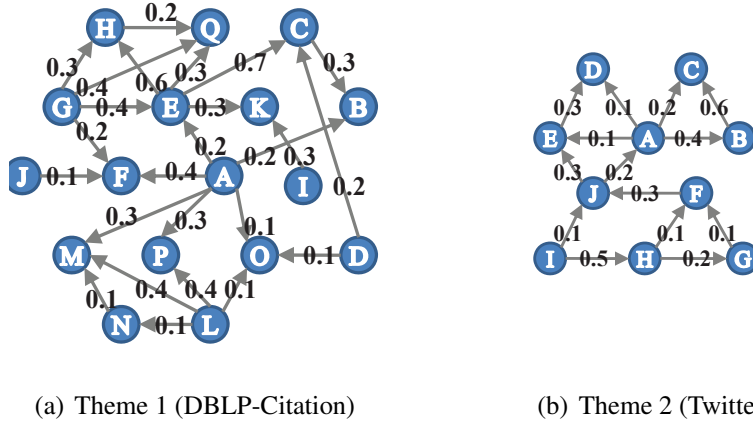 H 0.2 Q C
D C
0.3 0.4 0.6 0.3 0.7 0.3
G 0.4 E 0.3 K B
0.3 0.1 0.2 0.6
E 0.1 A 0.4 B
0.2 0.2 0.2 0.3
J 0.1 F 0.4 A I 0.2
0.3 0.2
J 0.3 F
0.3 0.3 0.1
0.1 0.1 0.1
M P O 0.1 D
I 0.5 H 0.2 G
0.1 0.4 0.4 0.1
N 0.1 L
(a) Theme 1 (DBLP-Citation)
(b) Theme 2 (Twitte